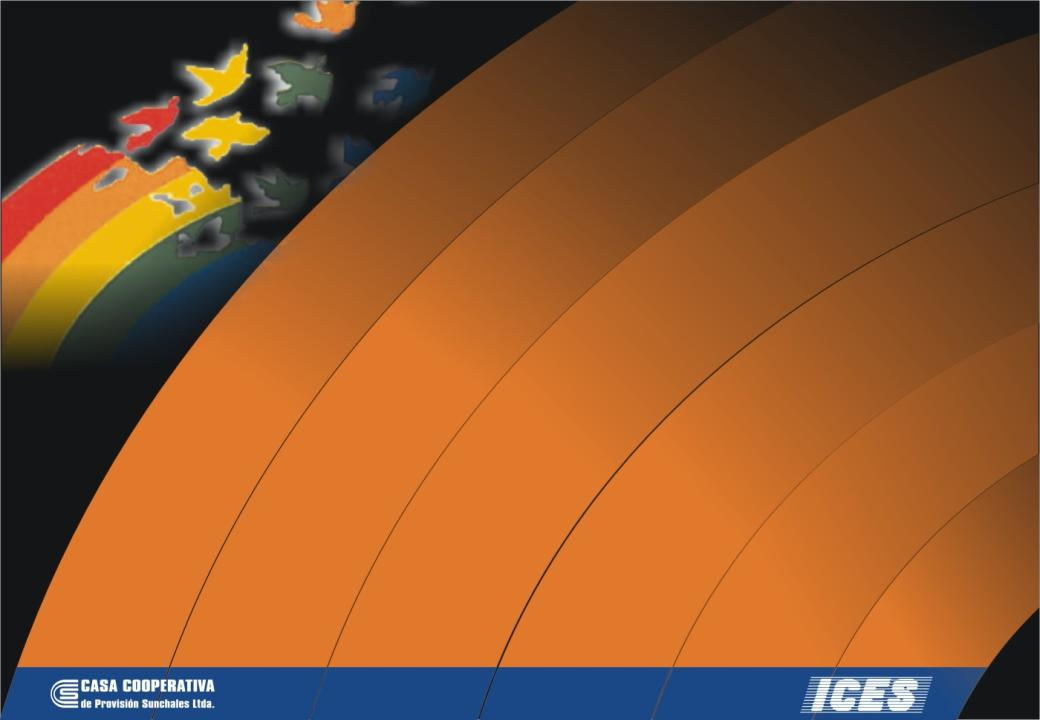 CASA COOPERATIVA
de Provisión Sunchales Ltda.
ICES